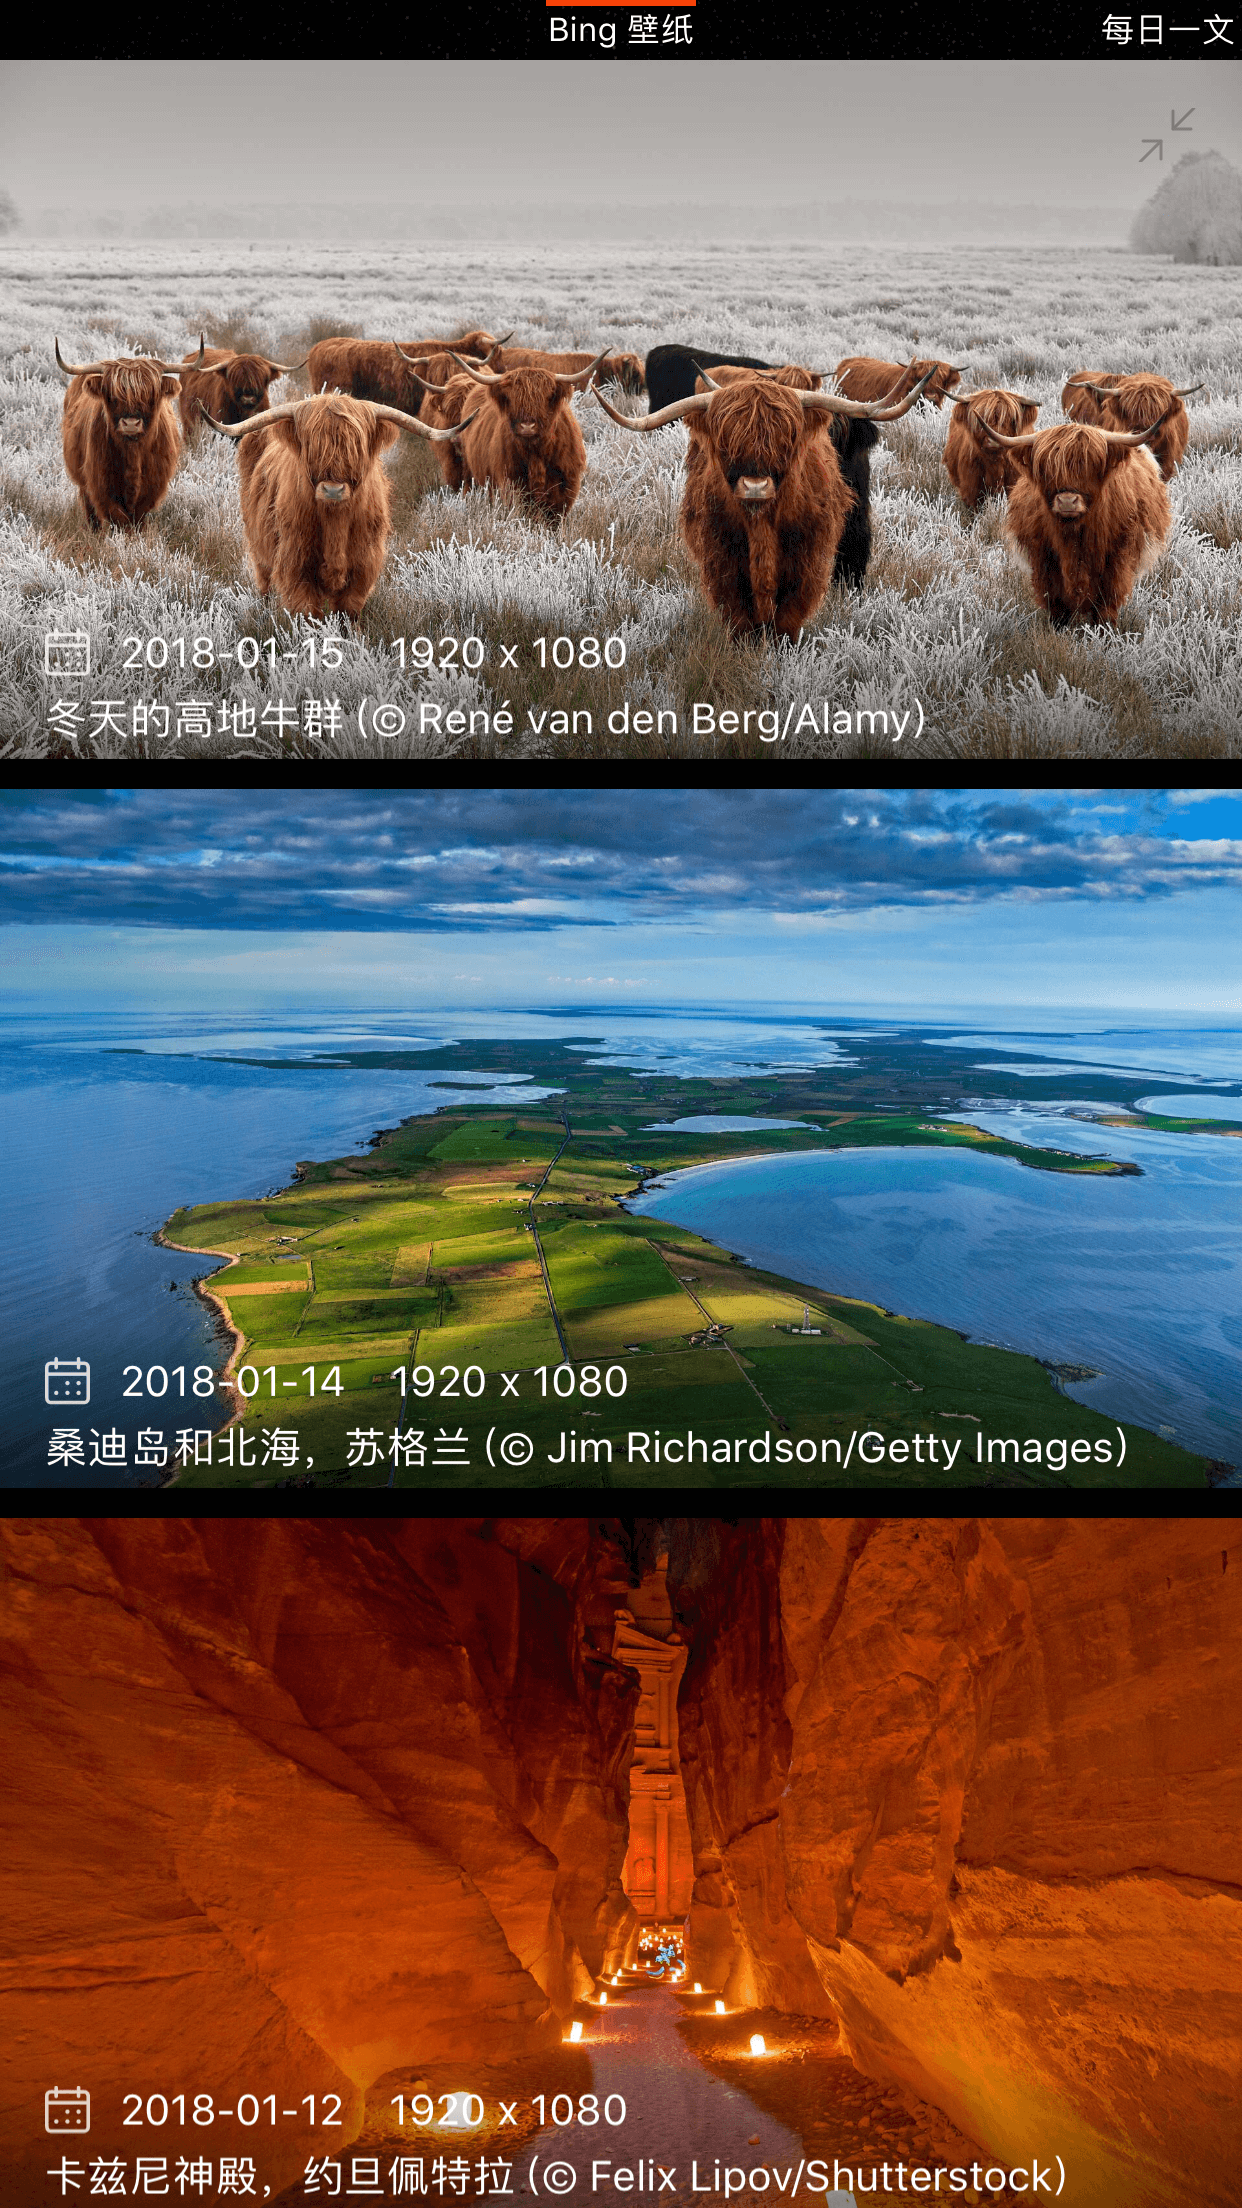 Bing 壁纸
每日一文
2018-01-15 1920 x 1080
冬天的高地牛群 (© René van den Berg/Alamy)
2018-01-14 1920 x 1080
桑迪岛和北海，苏格兰 (© Jim Richardson/Getty Images)
2018-01-12 1920 x 1080
卡兹尼神殿，约旦佩特拉 (© Felix Lipov/Shutterstock)